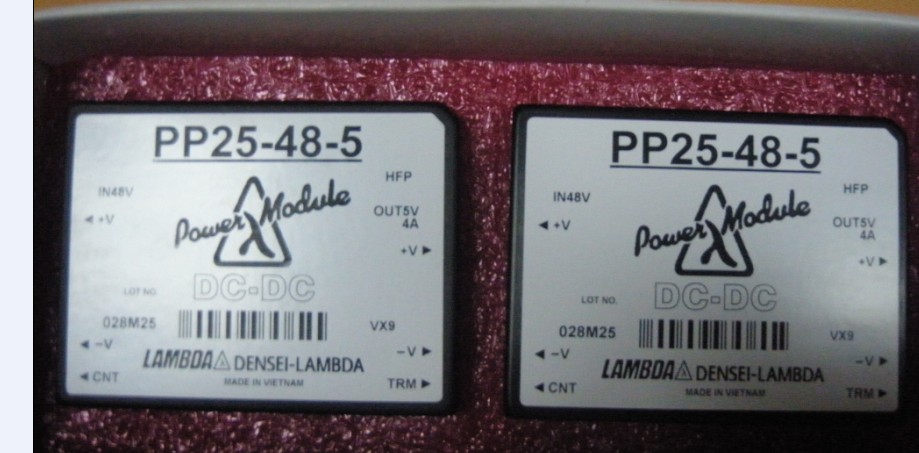 PP25-48-5
HFP
IN48V
Power Module
OUT5V
4A
◄ +V
+V ►
DC-DC
LOT NO.
028M25
VX9
◄ −V
−V ►
LAMBDA DENSEI-LAMBDA
MADE IN VIETNAM
◄ CNT
TRM ►
PP25-48-5
HFP
IN48V
Power Module
OUT5V
4A
◄ +V
+V ►
DC-DC
LOT NO.
028M25
VX9
◄ −V
−V ►
LAMBDA DENSEI-LAMBDA
MADE IN VIETNAM
◄ CNT
TRM ►